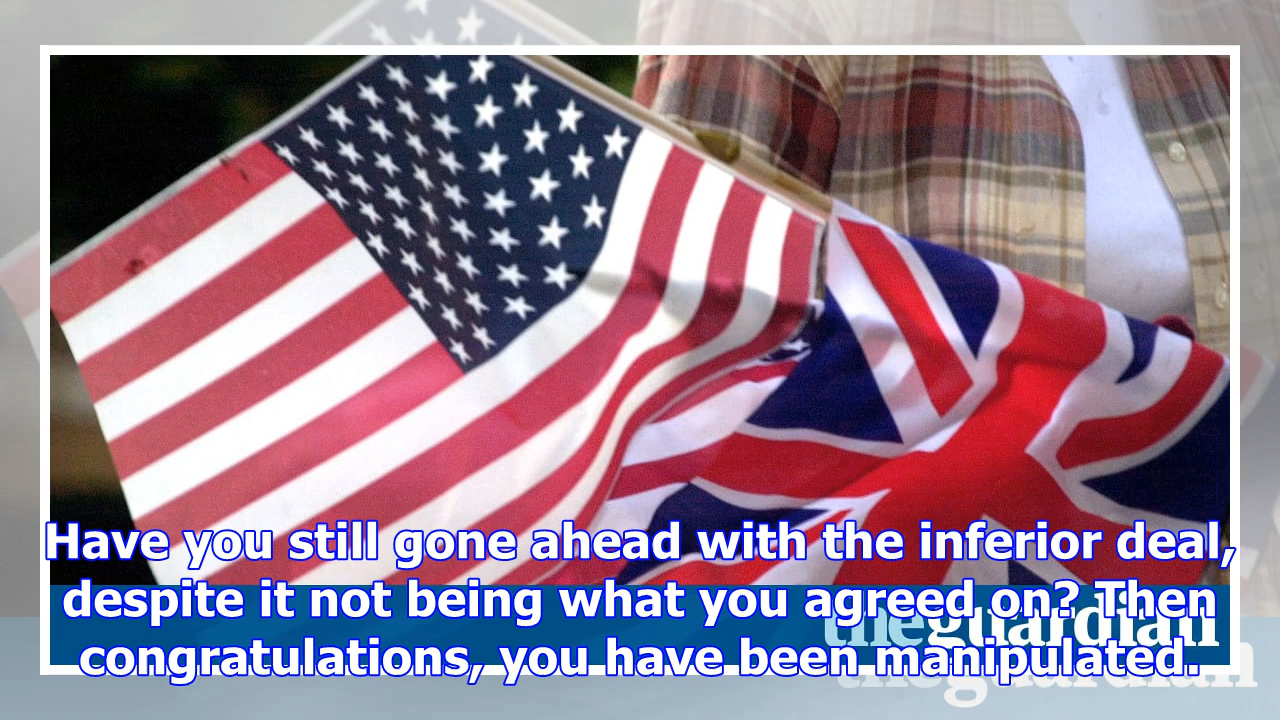 Have you still gone ahead with the inferior deal,
despite it not being what you agreed on? Then
theguardian
congratulations, you have been manipulated.
theguardian